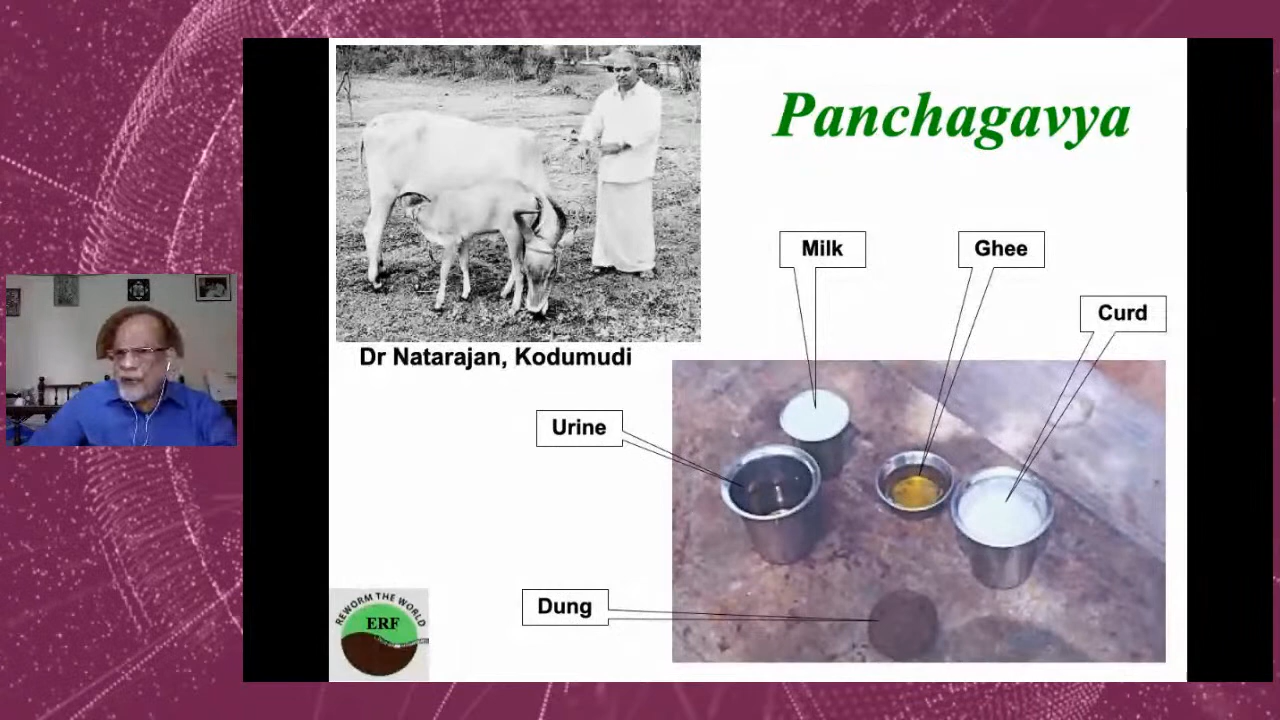 Panchagavya
Milk
Ghee
Curd
Dr Natarajan, Kodumudi
Urine
Dung
REWORM THE WORLD
ERF